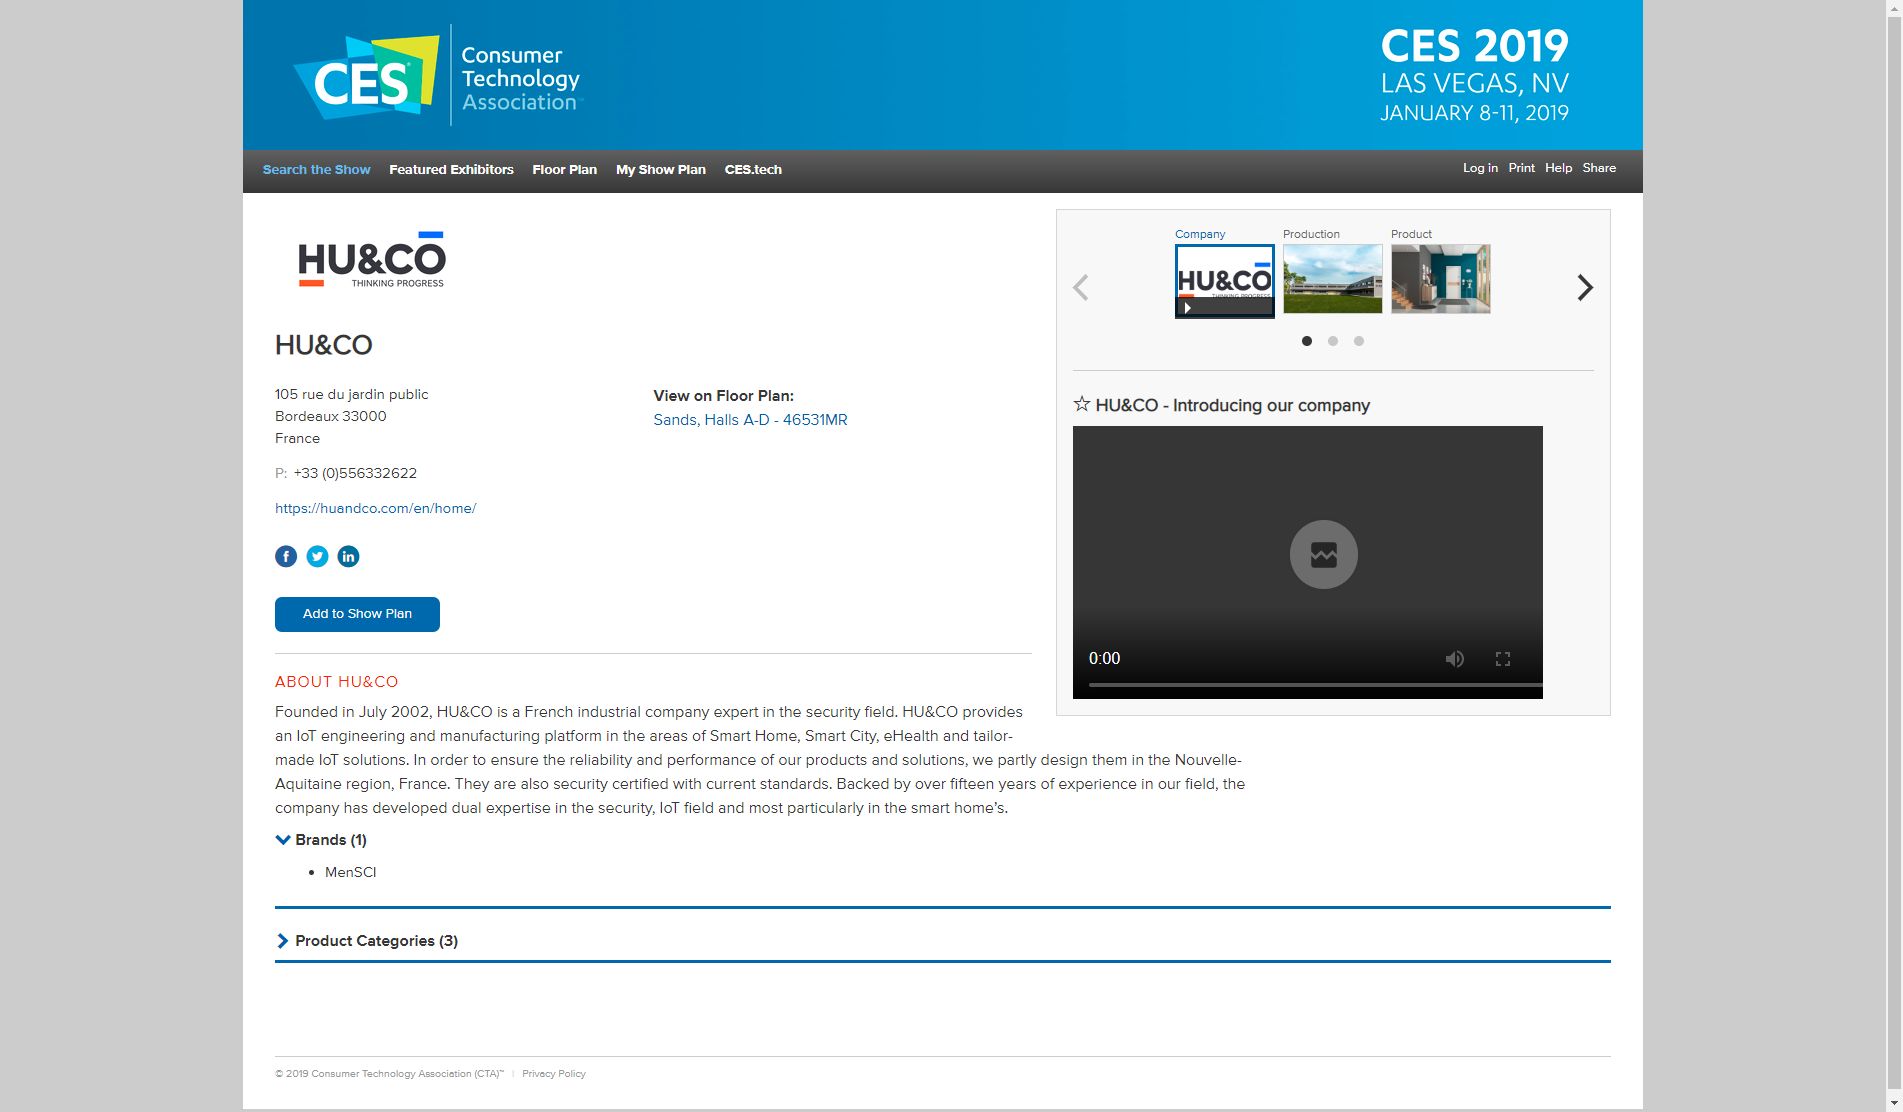 CES
Consumer
Technology
Association
CES 2019
LAS VEGAS, NV
JANUARY 8-11, 2019
Search the Show Featured Exhibitors Floor Plan My Show Plan CES.tech
Log in Print Help Share
HU&CO
THINKING PROGRESS
HU&CO
105 rue du jardin public
Bordeaux 33000
France
P: +33 (0)556332622
https://huandco.com/en/home/
f in
Add to Show Plan
View on Floor Plan:
Sands, Halls A-D - 46531MR
Company Production Product
HU&CO
THINKING PROGRESS
☆ HU&CO - Introducing our company
0:00
ABOUT HU&CO
Founded in July 2002, HU&CO is a French industrial company expert in the security field. HU&CO provides
an IoT engineering and manufacturing platform in the areas of Smart Home, Smart City, eHealth and tailor-
made IoT solutions. In order to ensure the reliability and performance of our products and solutions, we partly design them in the Nouvelle-
Aquitaine region, France. They are also security certified with current standards. Backed by over fifteen years of experience in our field, the
company has developed dual expertise in the security, IoT field and most particularly in the smart home’s.
Brands (1)
• MenSCI
Product Categories (3)
© 2019 Consumer Technology Association (CTA)™ | Privacy Policy